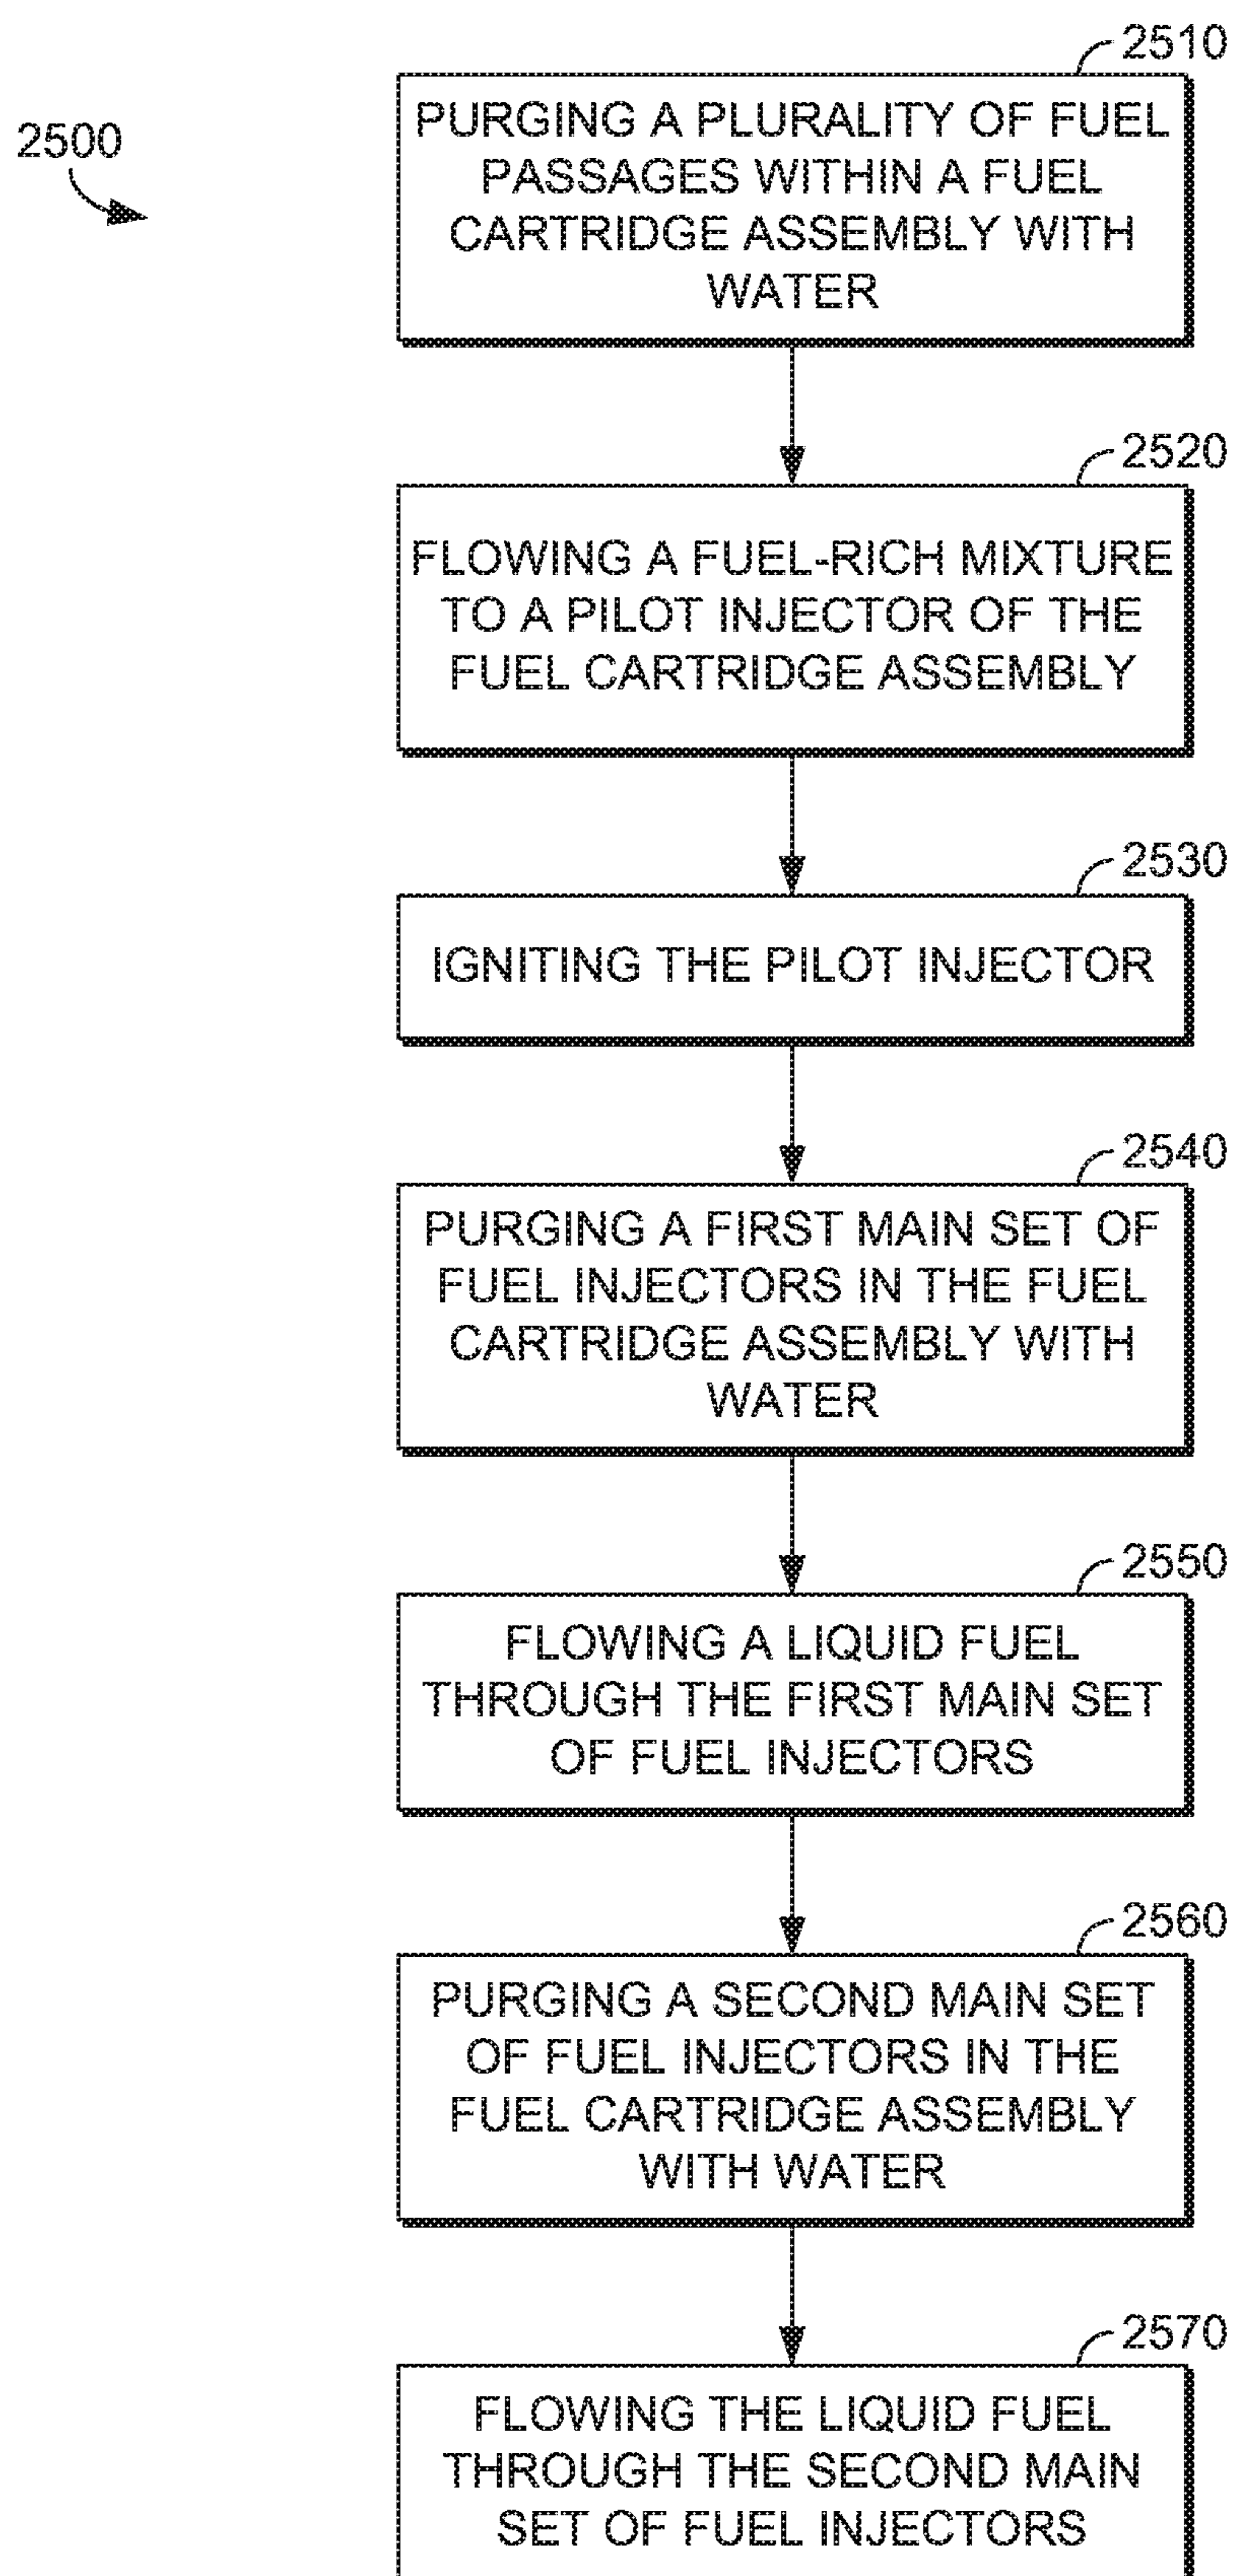 2500
2510
PURGING A PLURALITY OF FUEL
PASSAGES WITHIN A FUEL
CARTRIDGE ASSEMBLY WITH
WATER
2520
FLOWING A FUEL-RICH MIXTURE
TO A PILOT INJECTOR OF THE
FUEL CARTRIDGE ASSEMBLY
2530
IGNITING THE PILOT INJECTOR
2540
PURGING A FIRST MAIN SET OF
FUEL INJECTORS IN THE FUEL
CARTRIDGE ASSEMBLY WITH
WATER
2550
FLOWING A LIQUID FUEL
THROUGH THE FIRST MAIN SET
OF FUEL INJECTORS
2560
PURGING A SECOND MAIN SET
OF FUEL INJECTORS IN THE
FUEL CARTRIDGE ASSEMBLY
WITH WATER
2570
FLOWING THE LIQUID FUEL
THROUGH THE SECOND MAIN
SET OF FUEL INJECTORS